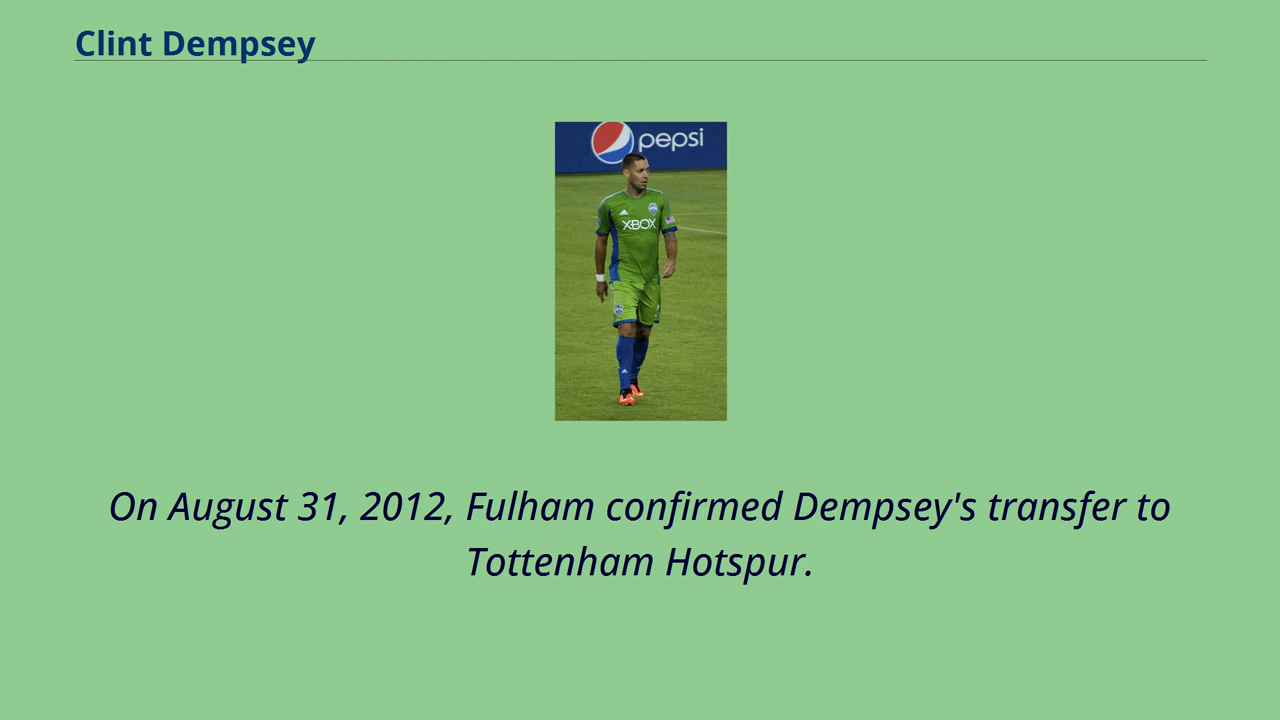 Clint Dempsey
pepsi
XBOX
On August 31, 2012, Fulham confirmed Dempsey's transfer to
Tottenham Hotspur.